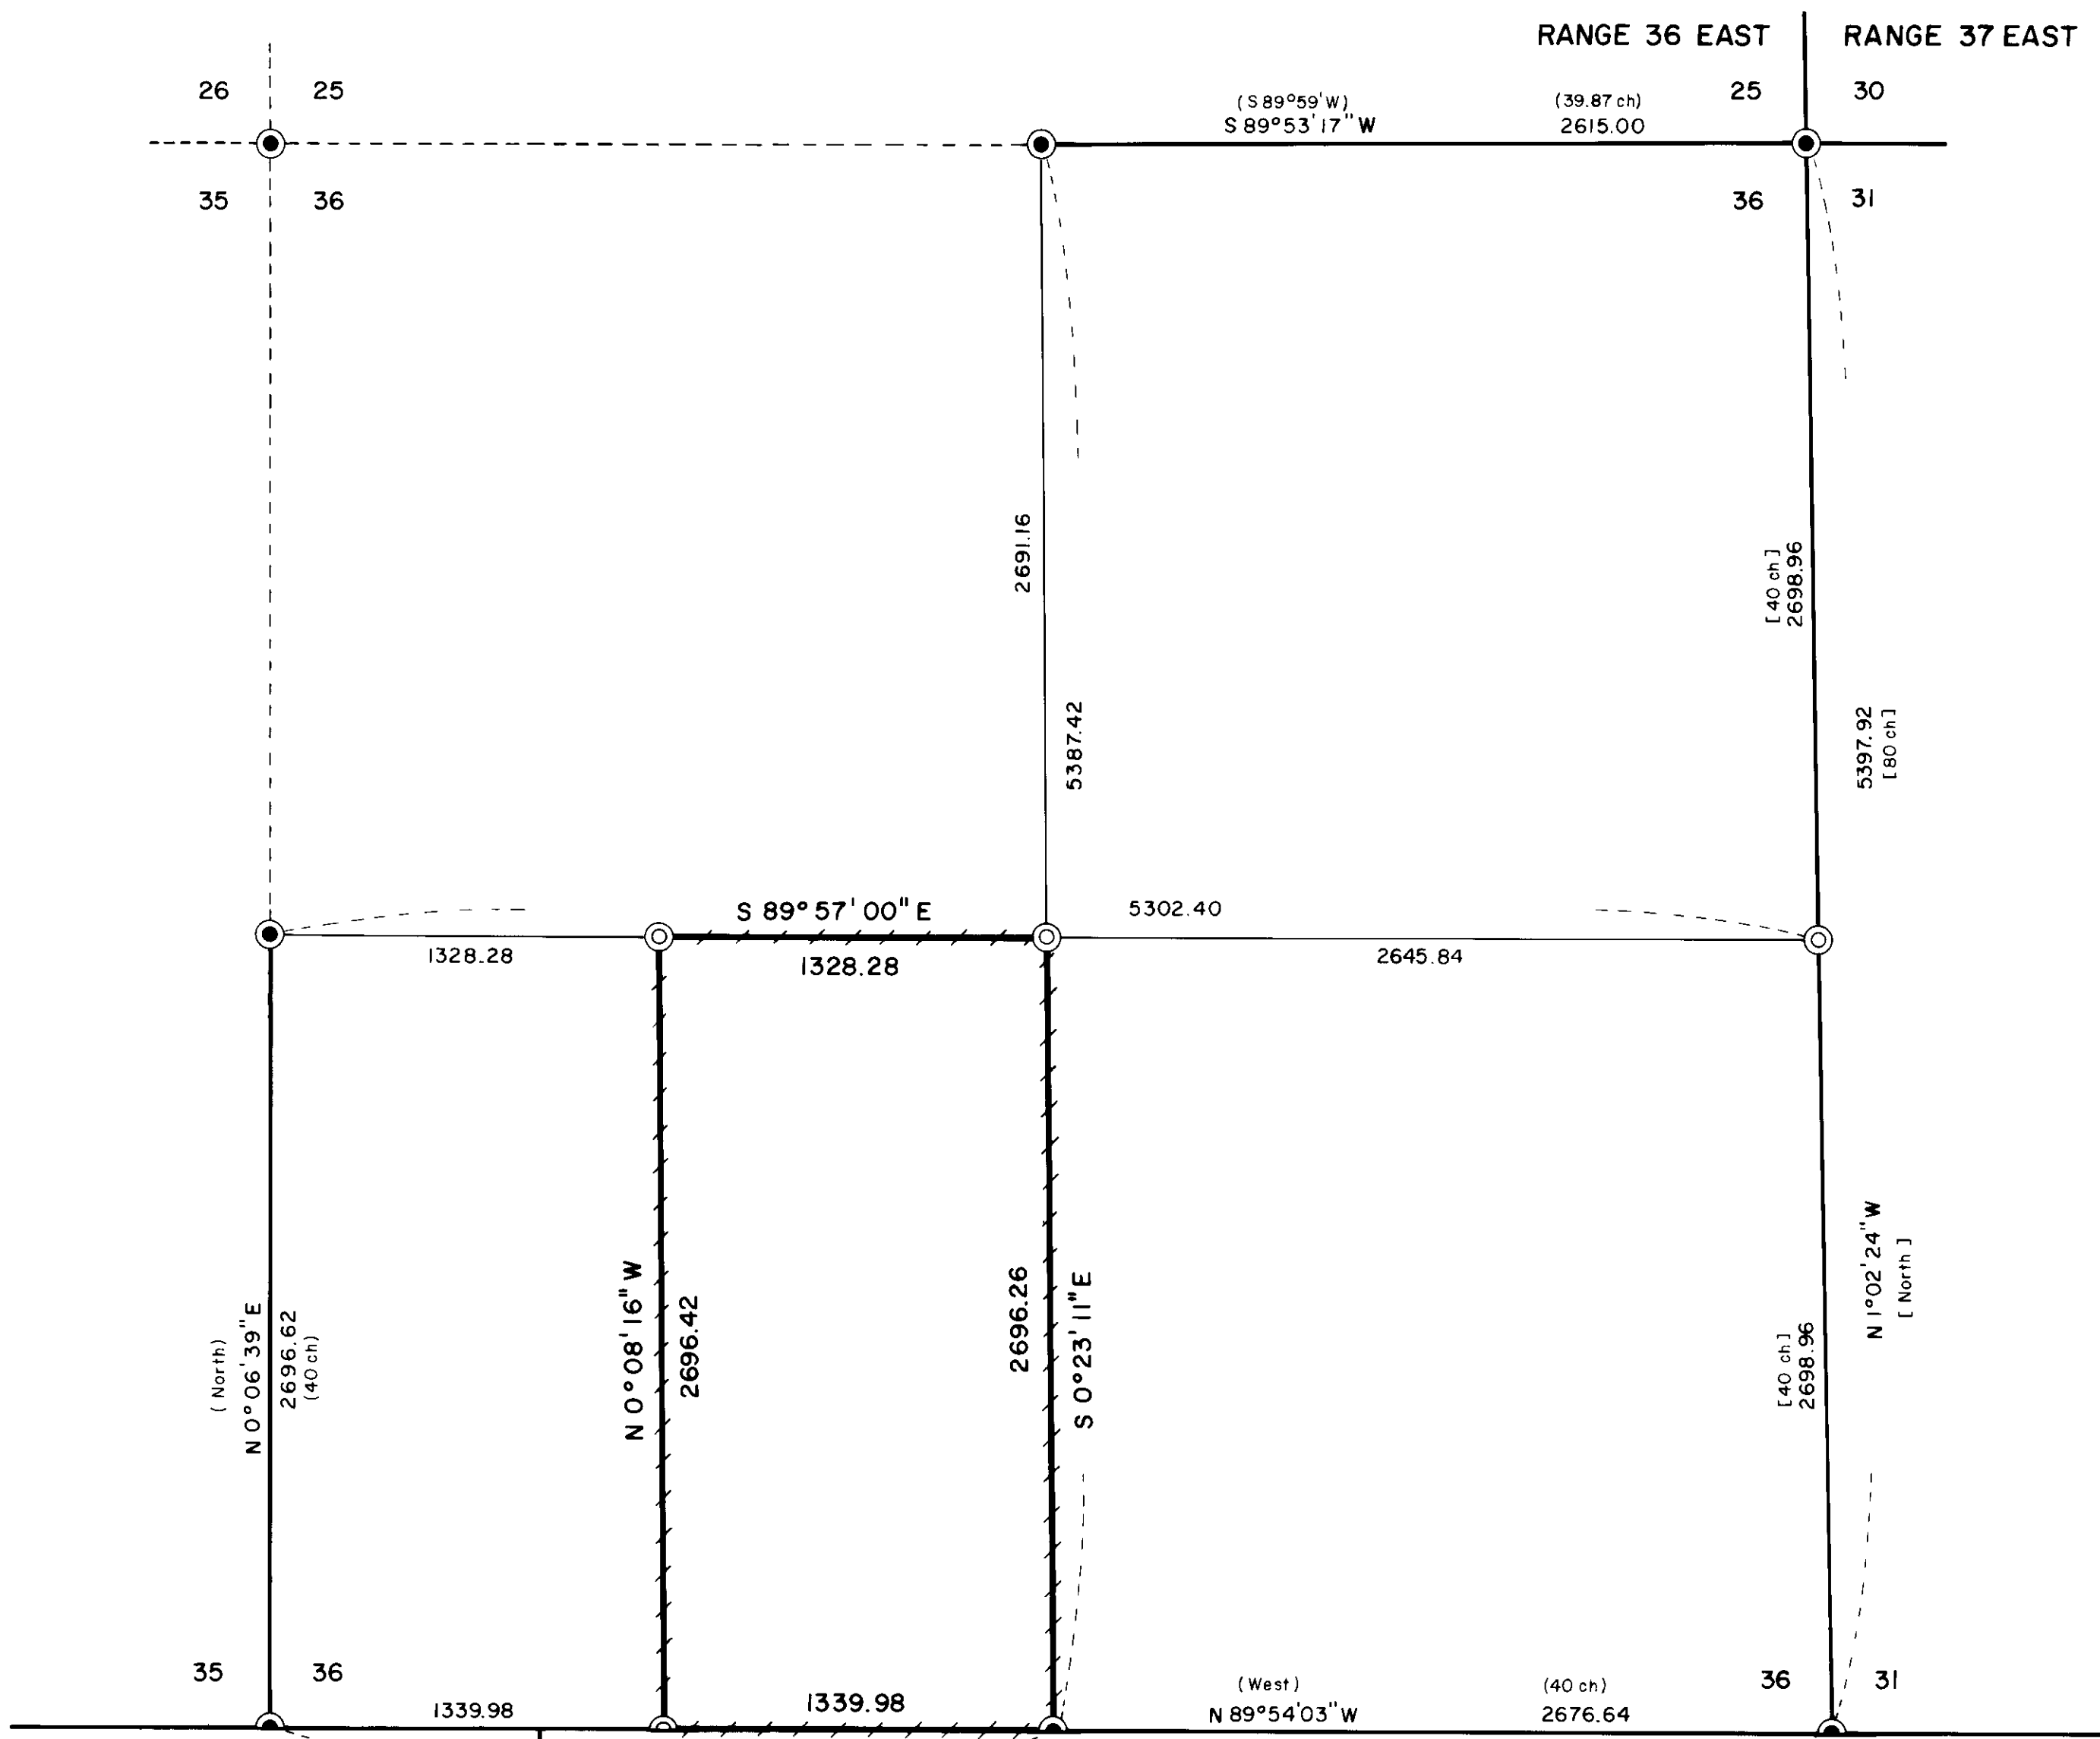 RANGE 36 EAST
RANGE 37 EAST
26
25
(S89°59'W)
S 89°53'17"W
(39.87 ch)
2615.00
25
30
35
36
36
31
2691.16
5387.42
[40 ch]
2698.96
5397.92
[80 ch]
S 89°57'00"E
5302.40
1328.28
1328.28
2645.84
(North)
N 0°06'39"E
2696.62
(40 ch)
N 0°08'16"W
2696.42
2696.26
S 0°23'11"E
[40 ch]
2698.96
N 1°02'24"W
[North]
35
36
1339.98
1339.98
(West)
N 89°54'03"W
(40 ch)
2676.64
36
31